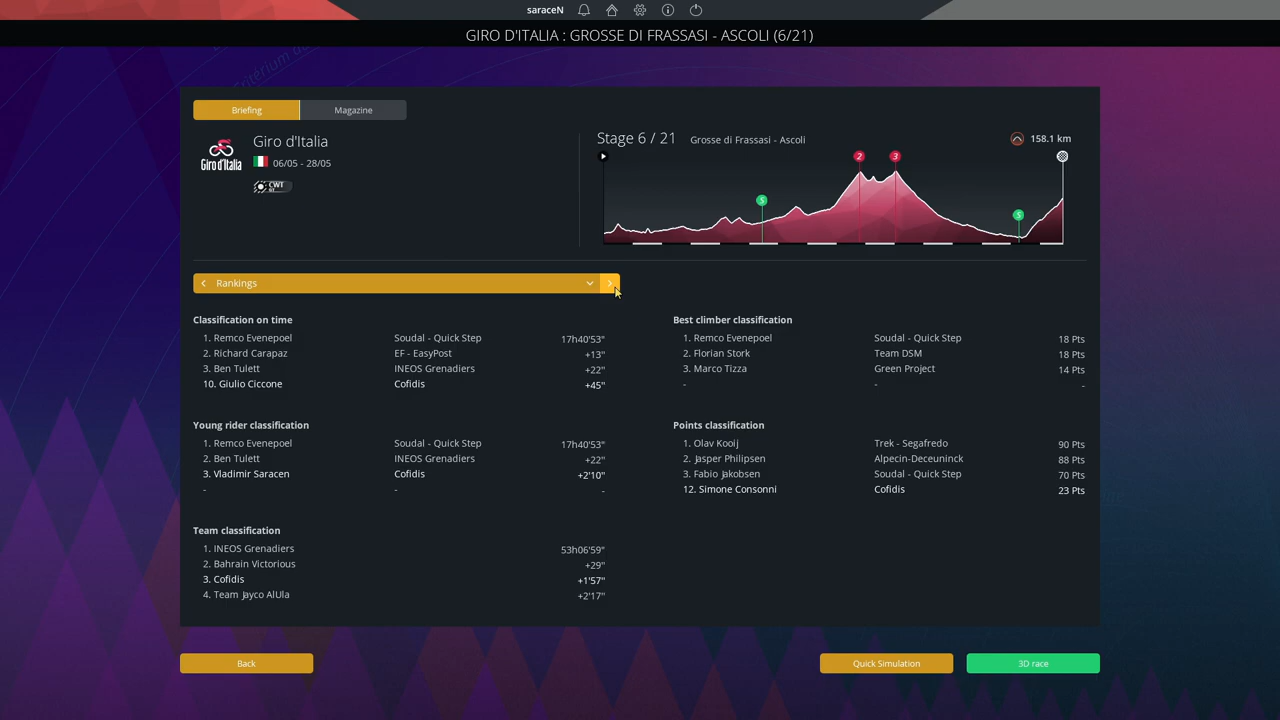 saraceN
GIRO D'ITALIA : GROSSE DI FRASSASI - ASCOLI (6/21)
Briefing
Magazine
Giro d'Italia
Giro d'Italia
06/05 - 28/05
CWT
GT
Stage 6 / 21 Grosse di Frassasi - Ascoli 158.1 km
2 3
S
S
Rankings
Classification on time
1. Remco Evenepoel Soudal - Quick Step 17h40'53''
2. Richard Carapaz EF - EasyPost +13''
3. Ben Tulett INEOS Grenadiers +22''
10. Giulio Ciccone Cofidis +45''
Best climber classification
1. Remco Evenepoel Soudal - Quick Step 18 Pts
2. Florian Stork Team DSM 18 Pts
3. Marco Tizza Green Project 14 Pts
- - -
Young rider classification
1. Remco Evenepoel Soudal - Quick Step 17h40'53''
2. Ben Tulett INEOS Grenadiers +22''
3. Vladimir Saracen Cofidis +2'10''
- - -
Points classification
1. Olav Kooij Trek - Segafredo 90 Pts
2. Jasper Philipsen Alpecin-Deceuninck 88 Pts
3. Fabio Jakobsen Soudal - Quick Step 70 Pts
12. Simone Consonni Cofidis 23 Pts
Team classification
1. INEOS Grenadiers 53h06'59''
2. Bahrain Victorious +29''
3. Cofidis +1'57''
4. Team Jayco AlUla +2'17''
Back
Quick Simulation
3D race